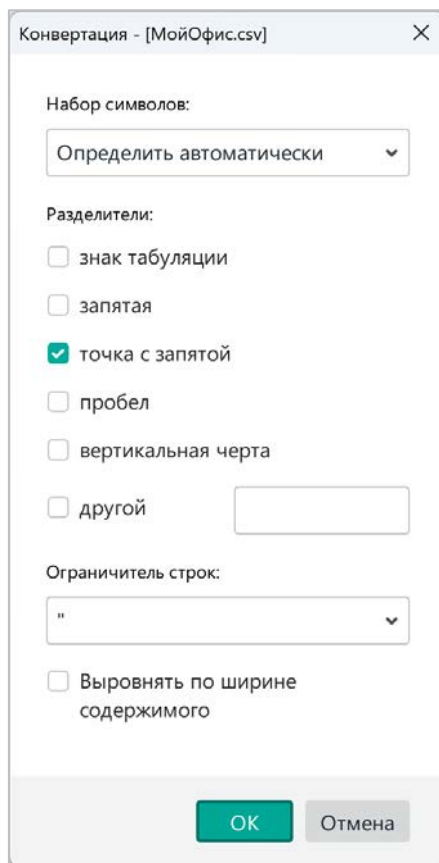 Конвертация - [МойОфис.csv]
Набор символов:
Определить автоматически
Разделители:
знак табуляции
запятая
точка с запятой
пробел
вертикальная черта
другой
Ограничитель строк:
"
Выровнять по ширине
содержимого
OK Отмена